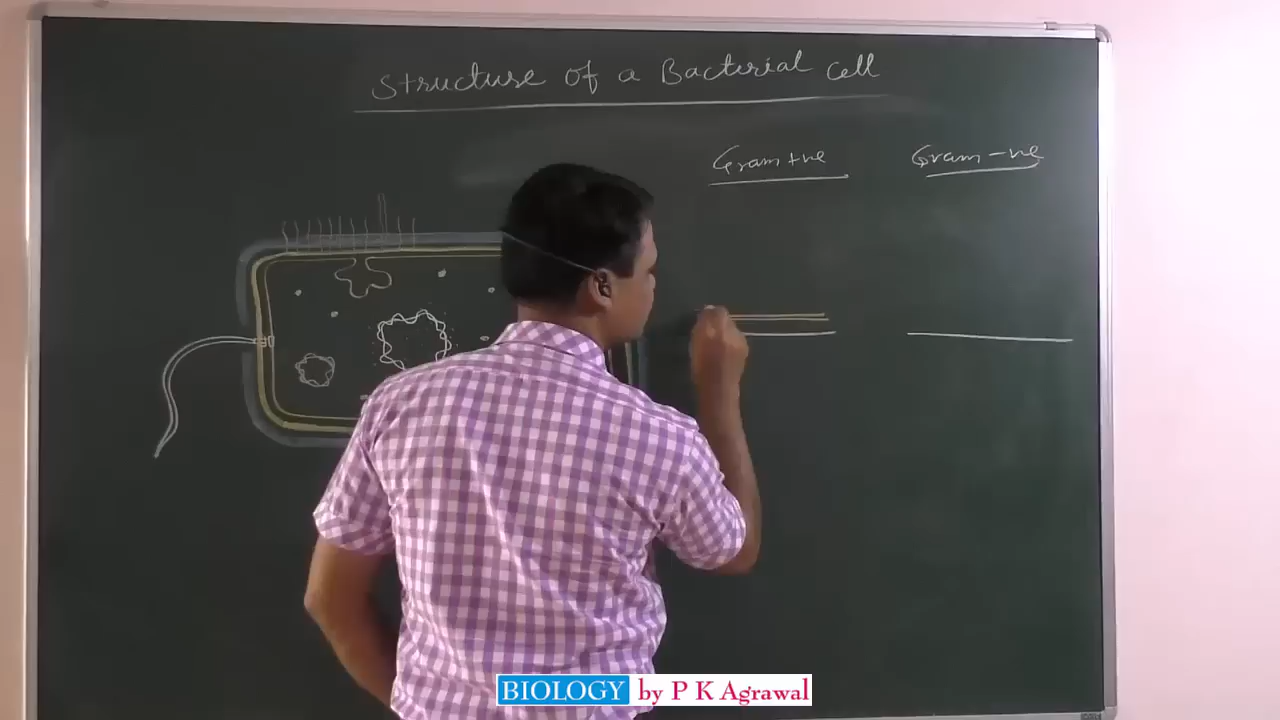 Structure of a Bacterial cell
Gram +ve
Gram -ve
BIOLOGY by P K Agrawal